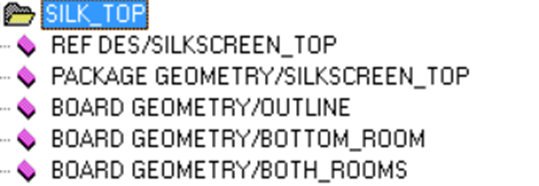 SILK_TOP
REF DES/SILKSCREEN_TOP
PACKAGE GEOMETRY/SILKSCREEN_TOP
BOARD GEOMETRY/OUTLINE
BOARD GEOMETRY/BOTTOM_ROOM
BOARD GEOMETRY/BOTH_ROOMS